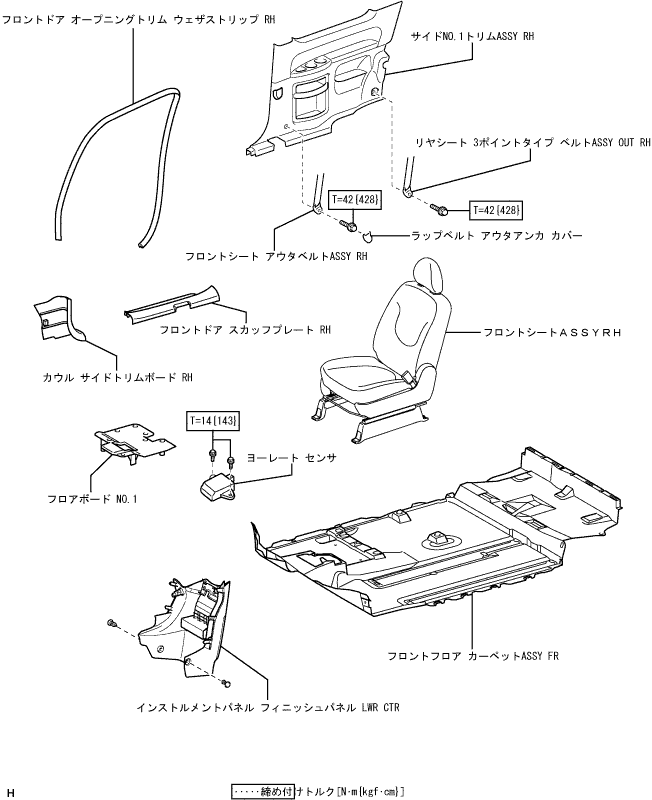 フロントドア オープニングトリム ウェザストリップ RH
サイドNO.1トリムASSY RH
リヤシート 3ポイントタイプ ベルトASSY OUT RH
T=42{428}
T=42{428}
ラップベルト アウタアンカ カバー
フロントシート アウタベルトASSY RH
フロントドア スカッフプレート RH
フロントシートＡＳＳＹＲＨ
カウル サイドトリムボード RH
T=14{143}
ヨーレート センサ
フロアボード NO.1
フロントフロア カーペットASSY FR
インストルメントパネル フィニッシュパネル LWR CTR
H
‥‥‥締め付けトルク[N·m{kgf·cm}]